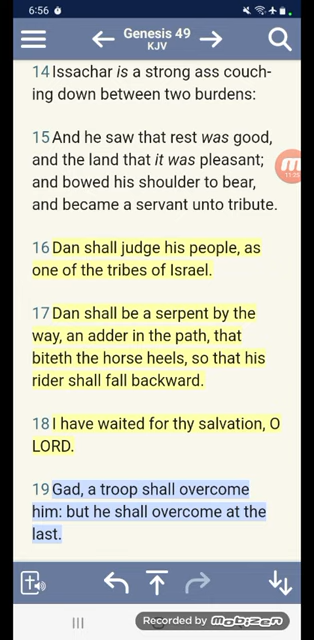 6:56
Genesis 49
KJV
14 Issachar is a strong ass couch-
ing down between two burdens:
15 And he saw that rest was good,
and the land that it was pleasant;
and bowed his shoulder to bear,
and became a servant unto tribute.
16 Dan shall judge his people, as
one of the tribes of Israel.
17 Dan shall be a serpent by the
way, an adder in the path, that
biteth the horse heels, so that his
rider shall fall backward.
18 I have waited for thy salvation, O
LORD.
19 Gad, a troop shall overcome
him: but he shall overcome at the
last.
Recorded by mobizen